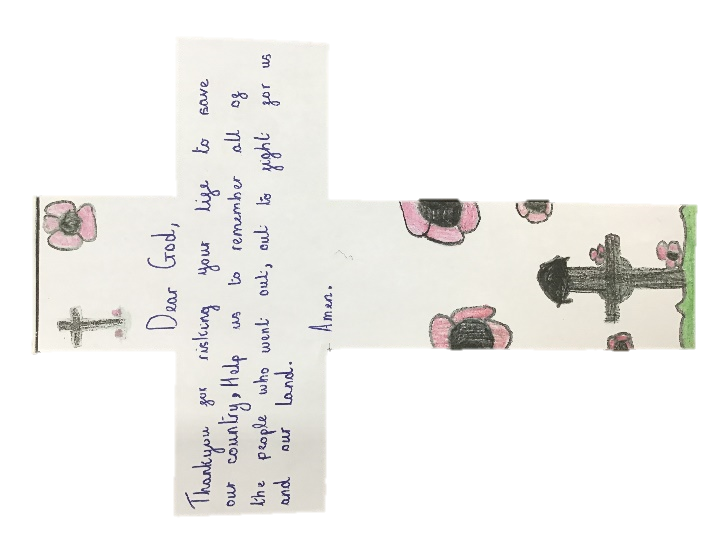 Dear God,
Thankyou for risking your life to save
our country, Help us to remember all of
the people who went out, out to fight for us
and our land.
Amen.